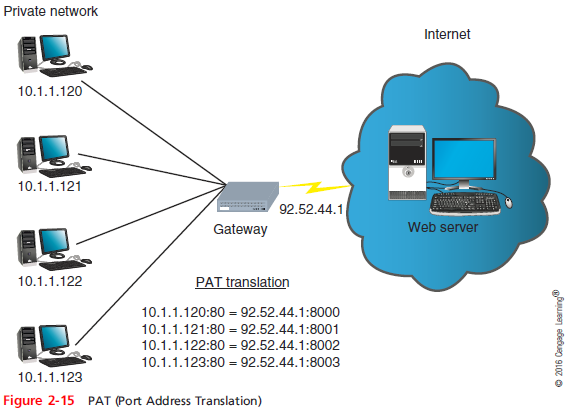 Private network
Internet
10.1.1.120
10.1.1.121
92.52.44.1
Gateway
Web server
10.1.1.122
PAT translation
10.1.1.120:80 = 92.52.44.1:8000
10.1.1.121:80 = 92.52.44.1:8001
10.1.1.122:80 = 92.52.44.1:8002
10.1.1.123:80 = 92.52.44.1:8003
10.1.1.123
© 2016 Cengage Learning®
Figure 2-15 PAT (Port Address Translation)